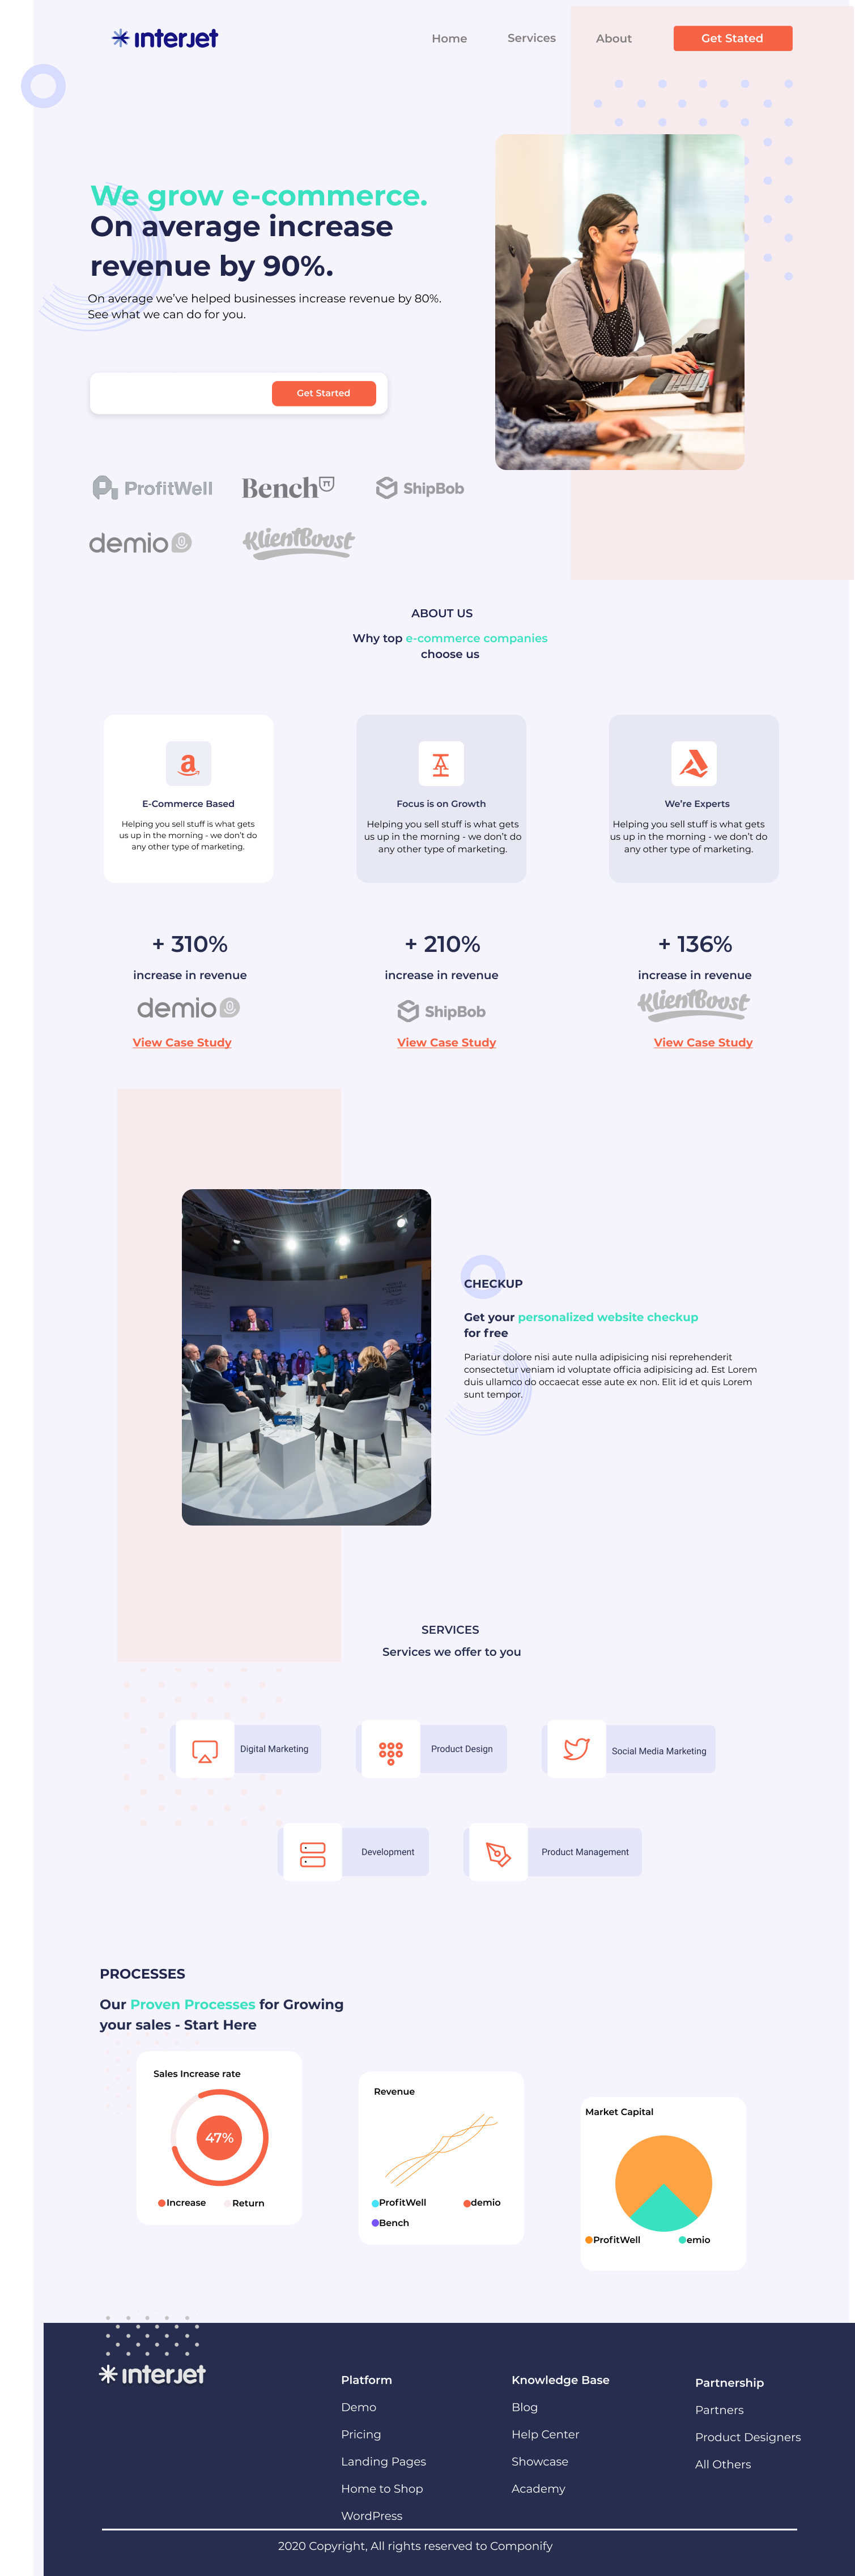 interjet
Home
Services
About
Get Stated
We grow e-commerce.
On average increase
revenue by 90%.
On average we've helped businesses increase revenue by 80%.
See what we can do for you.
Get Started
ProfitWell
Bench
ShipBob
demio
KlientBoost
ABOUT US
Why top e-commerce companies
choose us
E-Commerce Based
Helping you sell stuff is what gets
us up in the morning - we don't do
any other type of marketing.
Focus is on Growth
Helping you sell stuff is what gets
us up in the morning - we don't do
any other type of marketing.
We're Experts
Helping you sell stuff is what gets
us up in the morning - we don't do
any other type of marketing.
+ 310%
increase in revenue
demio
View Case Study
+ 210%
increase in revenue
ShipBob
View Case Study
+ 136%
increase in revenue
KlientBoost
View Case Study
CHECKUP
Get your personalized website checkup
for free
Pariatur dolore nisi aute nulla adipisicing nisi reprehenderit
consectetur veniam id voluptate officia adipisicing ad. Est Lorem
duis ullamco do occaecat esse aute ex non. Elit id et quis Lorem
sunt tempor.
SERVICES
Services we offer to you
Digital Marketing
Product Design
Social Media Marketing
Development
Product Management
PROCESSES
Our Proven Processes for Growing
your sales - Start Here
Sales Increase rate
47%
Increase
Return
Revenue
ProfitWell
demio
Bench
Market Capital
ProfitWell
emio
interjet
Platform
Demo
Pricing
Landing Pages
Home to Shop
WordPress
Knowledge Base
Blog
Help Center
Showcase
Academy
Partnership
Partners
Product Designers
All Others
2020 Copyright, All rights reserved to Componify